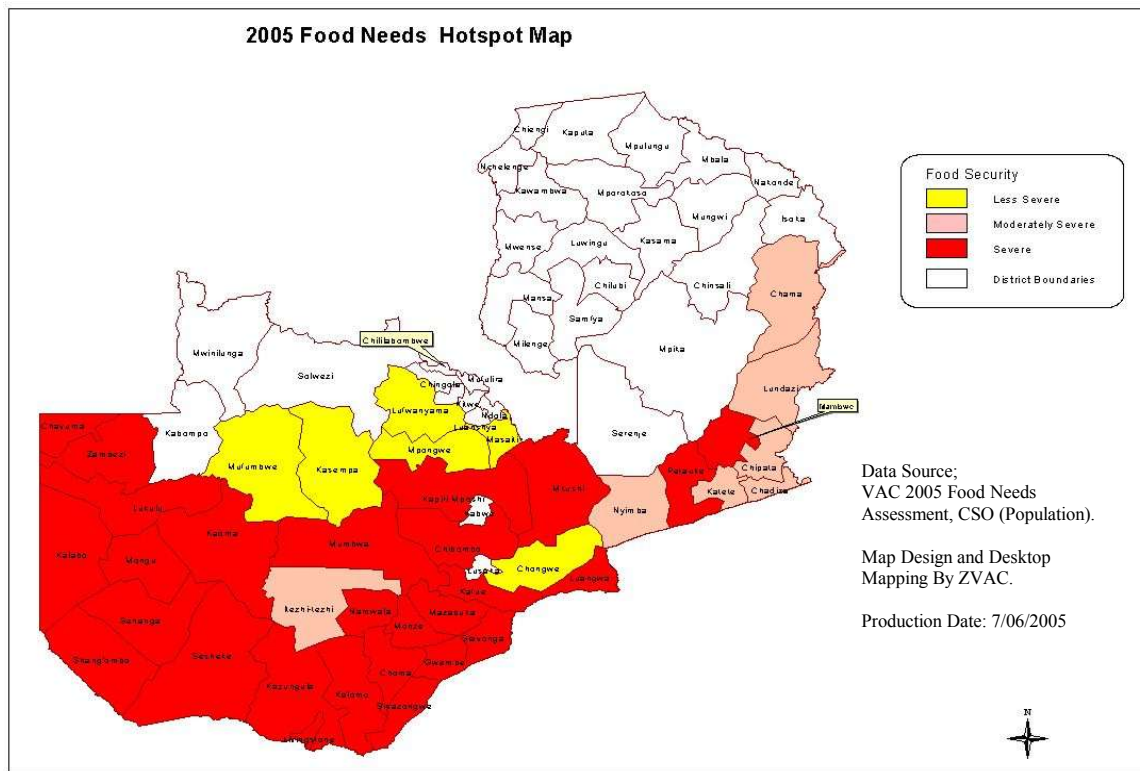 2005 Food Needs Hotspot Map
Chiengi
Kaputa
Mpulungu
Mbala
Nchelenge
Nakonde
Kawambwa
Mporokoso
Mungwi
Isoka
Mwense
Luwingu
Kasama
Chama
Chilubi
Chinsali
Mansa
Samfya
Milenge
Mpika
Mwinilunga
Chililabombwe
Solwezi
Chingola
Mufulira
Lundazi
Lufwanyama
Kitwe
Ndola
Mambwe
Kabompo
Luanshya
Masaiti
Serenje
Chavuma
Mpongwe
Zambezi
Mufumbwe
Kasempa
Petauke
Chipata
Mkushi
Katete
Chadiza
Kapiri Mposhi
Kabwe
Nyimba
Lukulu
Kaoma
Mumbwa
Chibombo
Kalabo
Mongu
Lusaka
Chongwe
Luangwa
Kafue
Itezhi-tezhi
Namwala
Mazabuka
Senanga
Monze
Siavonga
Shang'ombo
Sesheke
Gwembe
Choma
Kazungula
Kalomo
Sinazongwe
Livingstone
Food Security
Less Severe
Moderately Severe
Severe
District Boundaries
Data Source;
VAC 2005 Food Needs
Assessment, CSO (Population).
Map Design and Desktop
Mapping By ZVAC.
Production Date: 7/06/2005
N